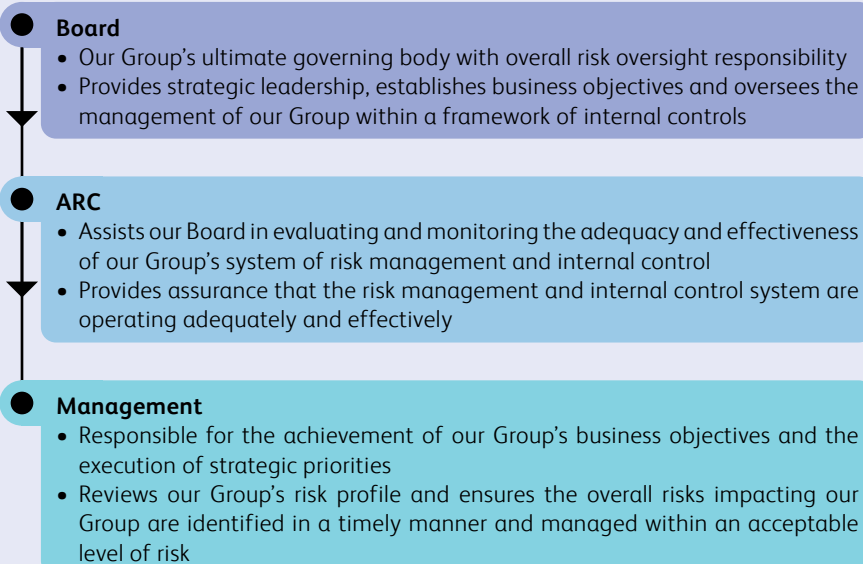 Board
• Our Group's ultimate governing body with overall risk oversight responsibility
• Provides strategic leadership, establishes business objectives and oversees the
management of our Group within a framework of internal controls
ARC
• Assists our Board in evaluating and monitoring the adequacy and effectiveness
of our Group's system of risk management and internal control
• Provides assurance that the risk management and internal control system are
operating adequately and effectively
Management
• Responsible for the achievement of our Group's business objectives and the
execution of strategic priorities
• Reviews our Group's risk profile and ensures the overall risks impacting our
Group are identified in a timely manner and managed within an acceptable
level of risk